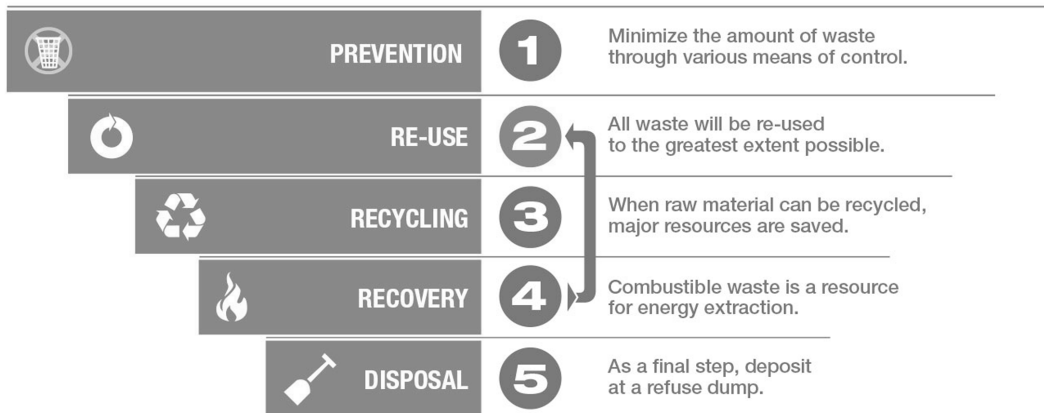 PREVENTION
1
Minimize the amount of waste
through various means of control.
RE-USE
2
All waste will be re-used
to the greatest extent possible.
RECYCLING
3
When raw material can be recycled,
major resources are saved.
RECOVERY
4
Combustible waste is a resource
for energy extraction.
DISPOSAL
5
As a final step, deposit
at a refuse dump.